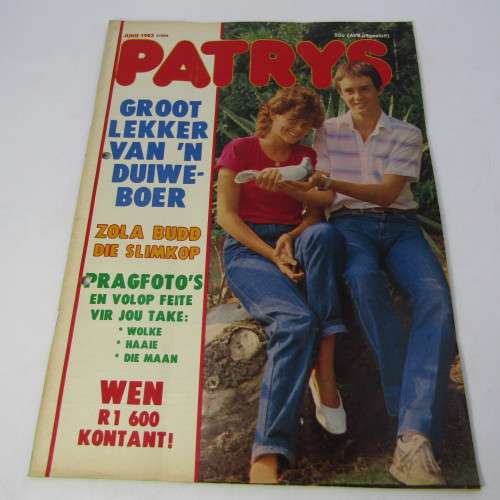 JUNIE 1983
PATRYS
GROOT
LEKKER
VAN 'N
DUIWE-
BOER
ZOLA BUDD
DIE SLIMKOP
PRAGFOTO'S
EN VOLOP FEITE
VIR JOU TAKE:
* WOLKE
* HAAIE
* DIE MAAN
WEN
R1 600
KONTANT!